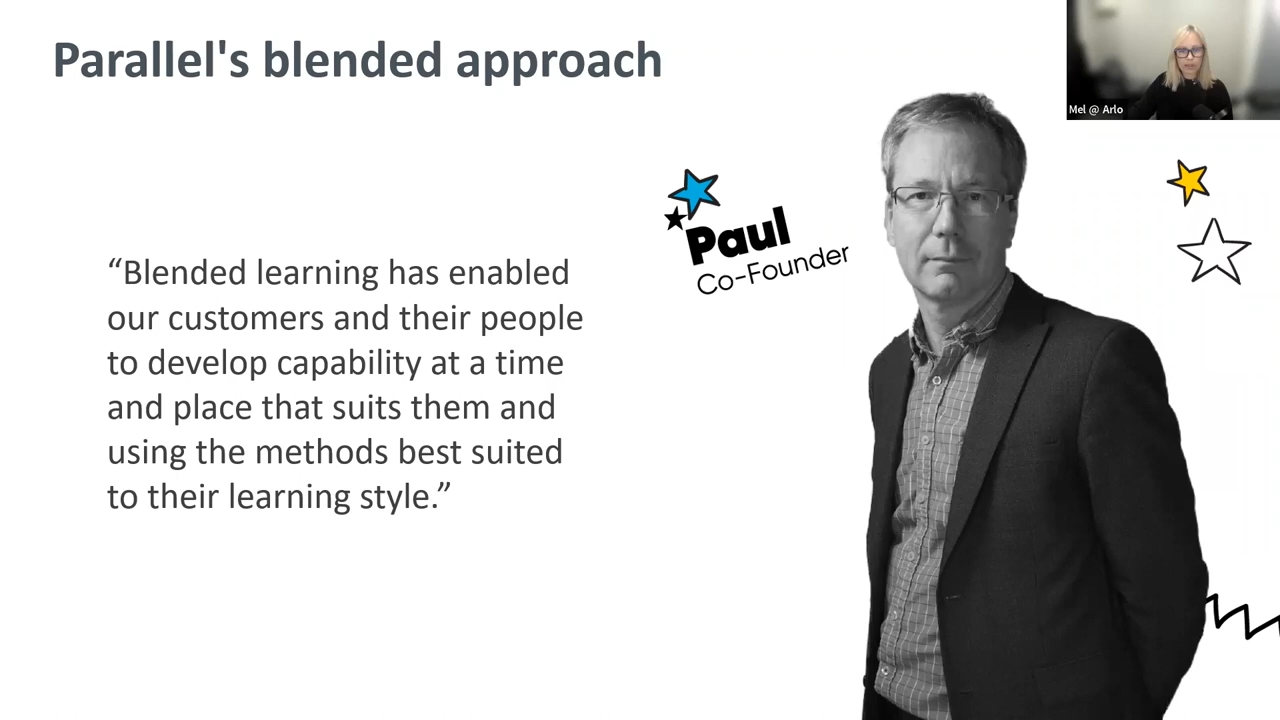 Parallel's blended approach
Mel @ Arlo
Paul
Co-Founder
“Blended learning has enabled
our customers and their people
to develop capability at a time
and place that suits them and
using the methods best suited
to their learning style.”